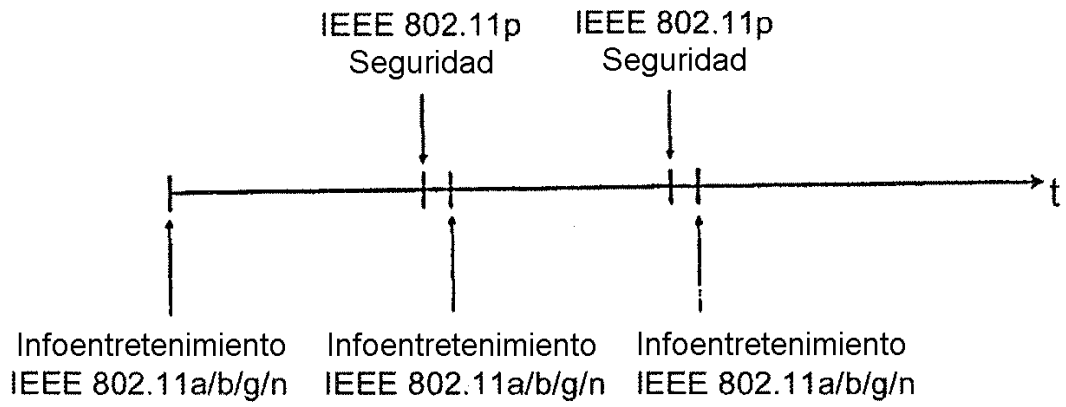 IEEE 802.11p
Seguridad
IEEE 802.11p
Seguridad
t
Infoentretenimiento
IEEE 802.11a/b/g/n
Infoentretenimiento
IEEE 802.11a/b/g/n
Infoentretenimiento
IEEE 802.11a/b/g/n